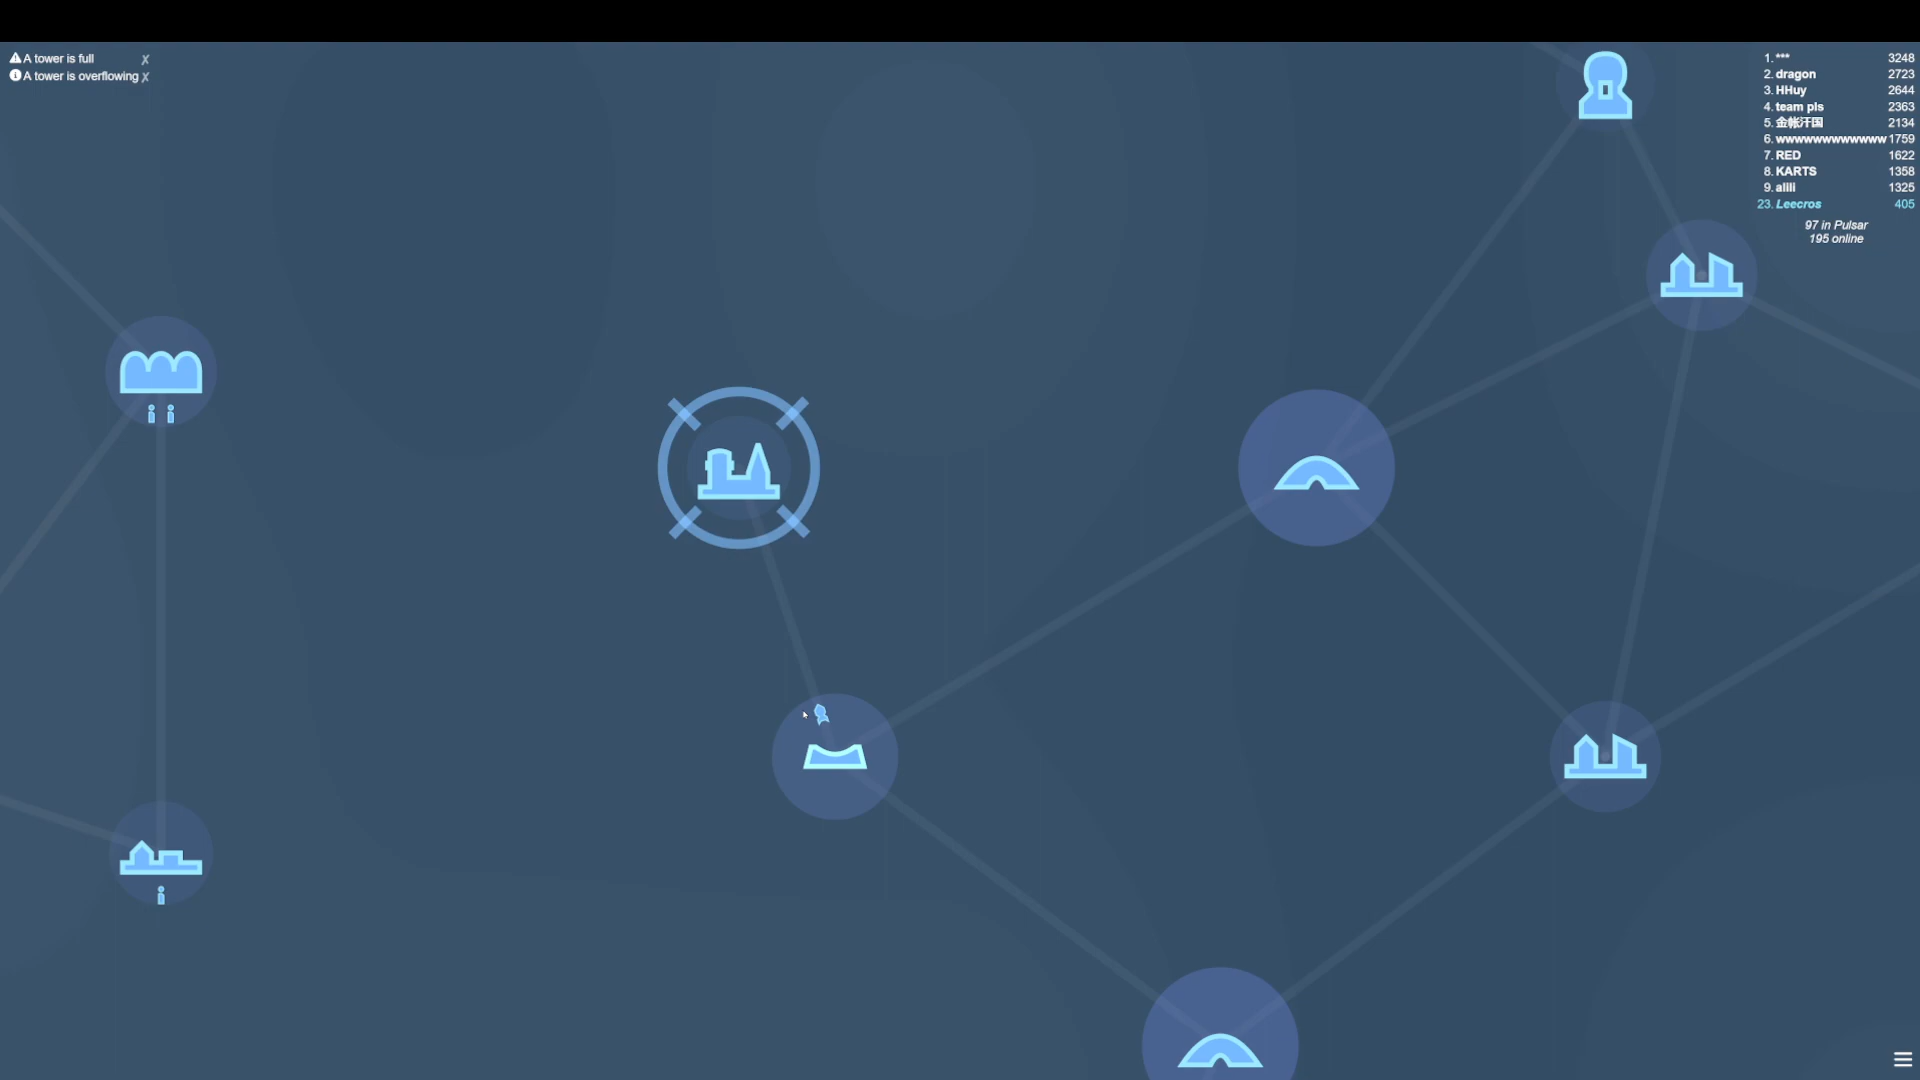 A tower is full
A tower is overflowing
1. *** 3248
2. dragon 2723
3. HHuy 2644
4. team pls 2363
5. 金帐汗国 2134
6. wwwwwwwwwwww 1759
7. RED 1622
8. KARTS 1358
9. alili 1325
23. Leecros 405
97 in Pulsar
195 online